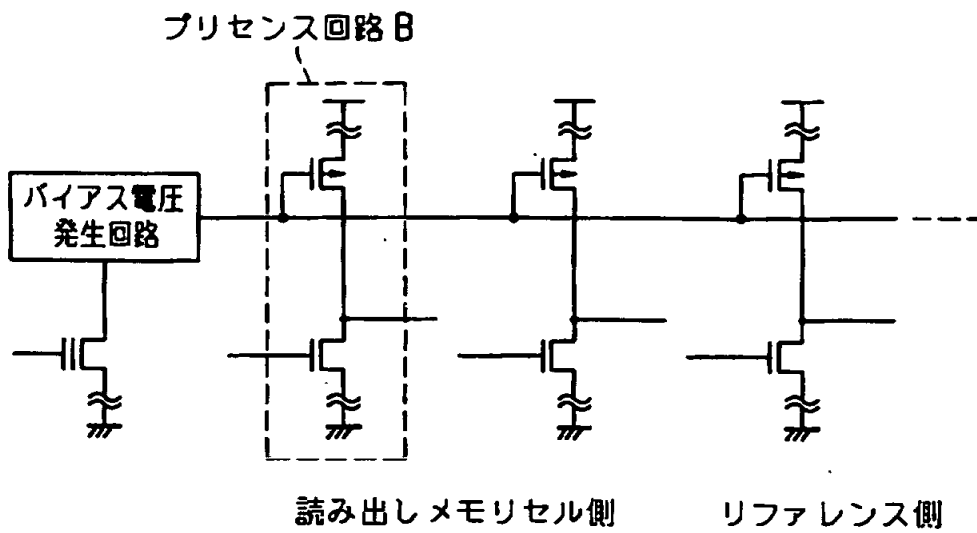 プリセンス回路B
バイアス電圧
発生回路
読み出しメモリセル側
リファレンス側